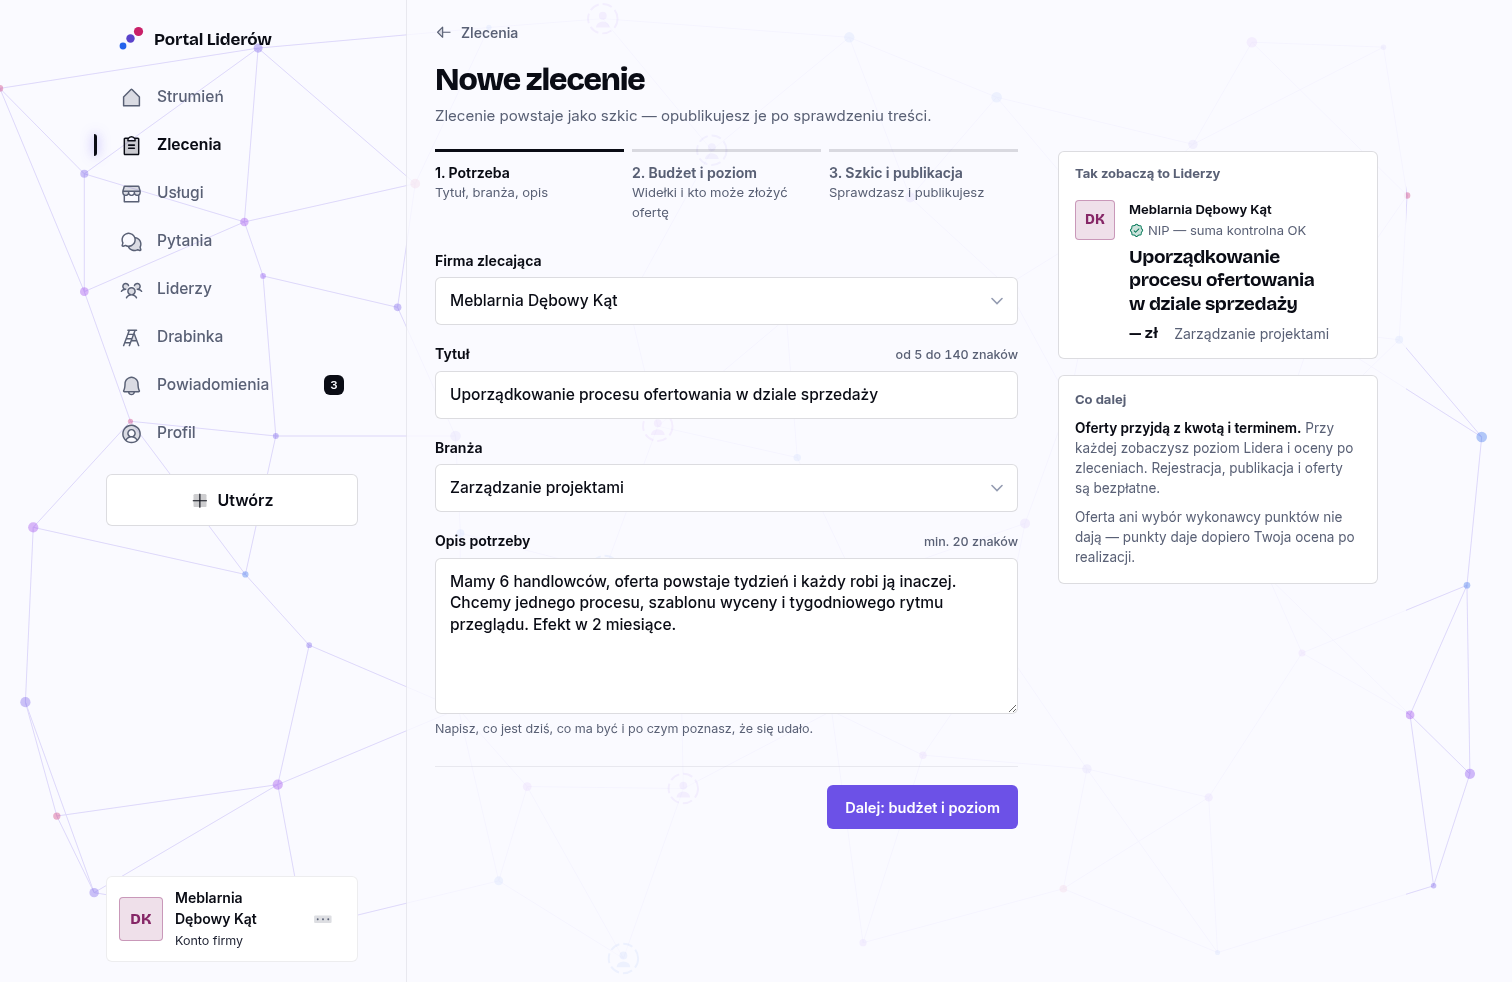 Portal Liderów
Strumień
Zlecenia
Usługi
Pytania
Liderzy
Drabinka
Powiadomienia
3
Profil
Utwórz
DK
Meblarnia
Dębowy Kąt
Konto firmy
Zlecenia
Nowe zlecenie
Zlecenie powstaje jako szkic — opublikujesz je po sprawdzeniu treści.
1. Potrzeba
Tytuł, branża, opis
2. Budżet i poziom
Widełki i kto może złożyć
ofertę
3. Szkic i publikacja
Sprawdzasz i publikujesz
Firma zlecająca
Meblarnia Dębowy Kąt
Tytuł
od 5 do 140 znaków
Uporządkowanie procesu ofertowania w dziale sprzedaży
Branża
Zarządzanie projektami
Opis potrzeby
min. 20 znaków
Mamy 6 handlowców, oferta powstaje tydzień i każdy robi ją inaczej.
Chcemy jednego procesu, szablonu wyceny i tygodniowego rytmu
przeglądu. Efekt w 2 miesiące.
Napisz, co jest dziś, co ma być i po czym poznasz, że się udało.
Dalej: budżet i poziom
Tak zobaczą to Liderzy
DK
Meblarnia Dębowy Kąt
NIP — suma kontrolna OK
Uporządkowanie
procesu ofertowania
w dziale sprzedaży
— zł
Zarządzanie projektami
Co dalej
Oferty przyjdą z kwotą i terminem. Przy
każdej zobaczysz poziom Lidera i oceny po
zleceniach. Rejestracja, publikacja i oferty
są bezpłatne.
Oferta ani wybór wykonawcy punktów nie
dają — punkty daje dopiero Twoja ocena po
realizacji.